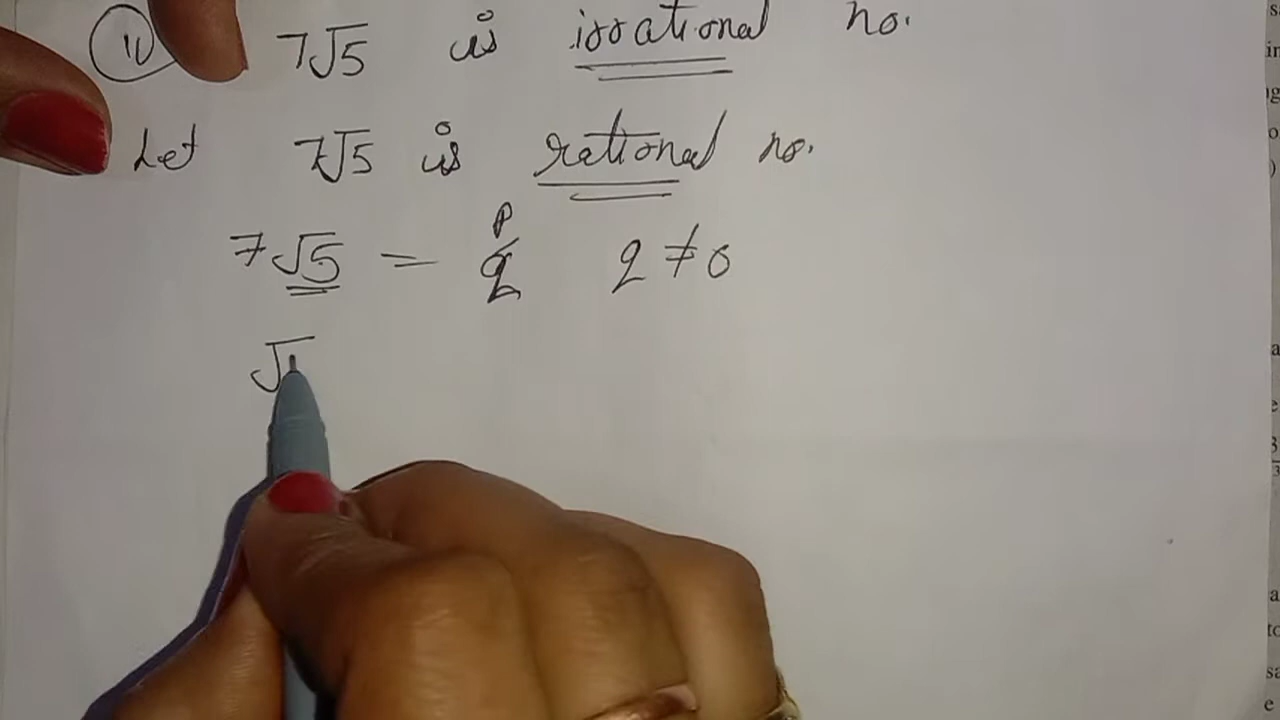 (ii) 7√5 is irrational no.
Let 7√5 is rational no.
7√5 = p/q q ≠ 0
√